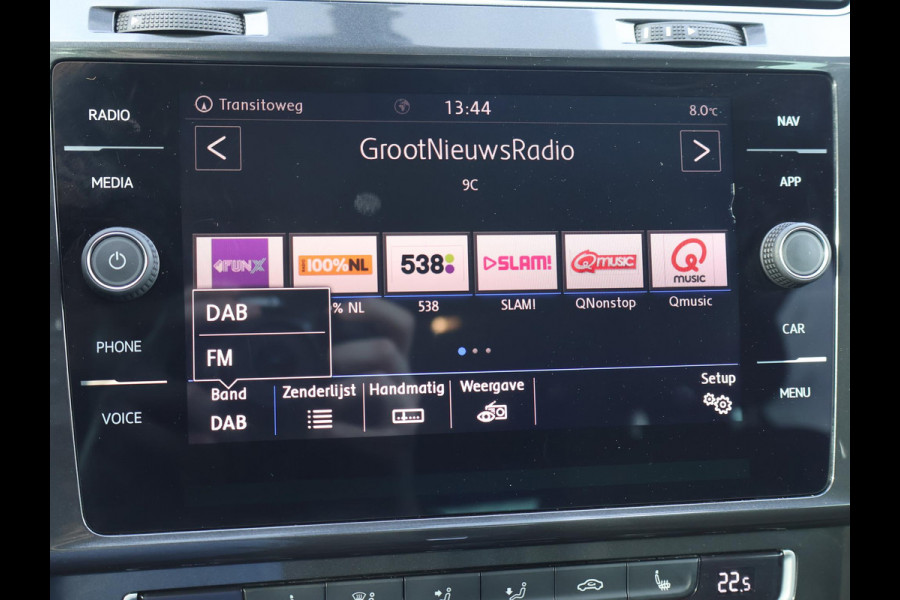 RADIO
MEDIA
PHONE
VOICE
Transitoweg 13:44 8.0°C
< GrootNieuwsRadio >
9C
FUNX 100%NL 538 SLAM! Qmusic Q MUSIC
% NL 538 SLAM! QNonstop Qmusic
DAB
FM
Band Zenderlijst Handmatig Weergave Setup
DAB
NAV
APP
CAR
MENU
22.5